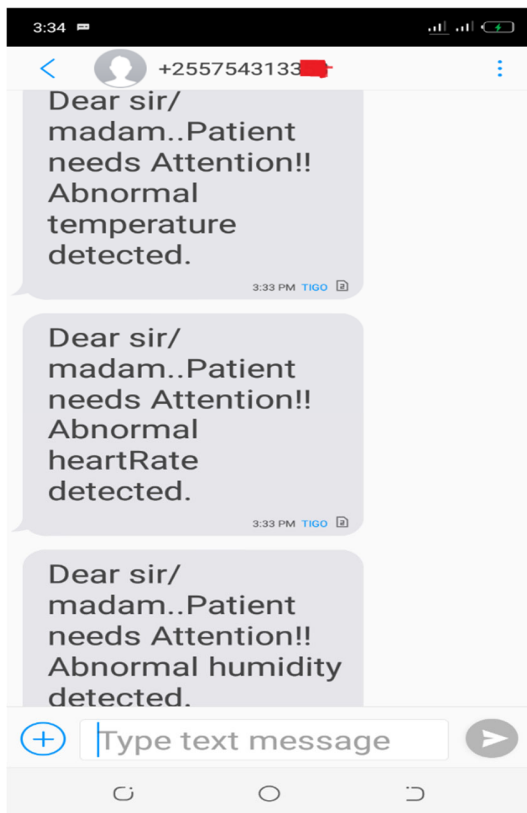 3:34
+2557543133
Dear sir/
madam..Patient
needs Attention!!
Abnormal
temperature
detected.
3:33 PM TIGO 2
Dear sir/
madam..Patient
needs Attention!!
Abnormal
heartRate
detected.
3:33 PM TIGO 2
Dear sir/
madam..Patient
needs Attention!!
Abnormal humidity
detected.
Type text message